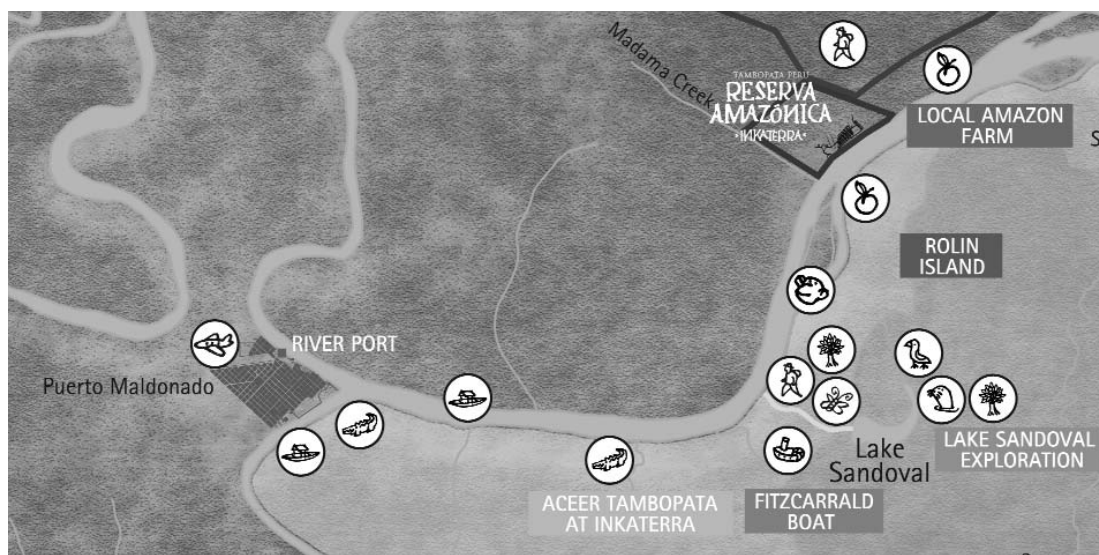 Madama Creek
TAMBOPATA PERU
RESERVA
AMAZÓNICA
•INKATERRA•
LOCAL AMAZON
FARM
S
ROLIN
ISLAND
RIVER PORT
Puerto Maldonado
Lake
Sandoval
LAKE SANDOVAL
EXPLORATION
ACEER TAMBOPATA
AT INKATERRA
FITZCARRALD
BOAT